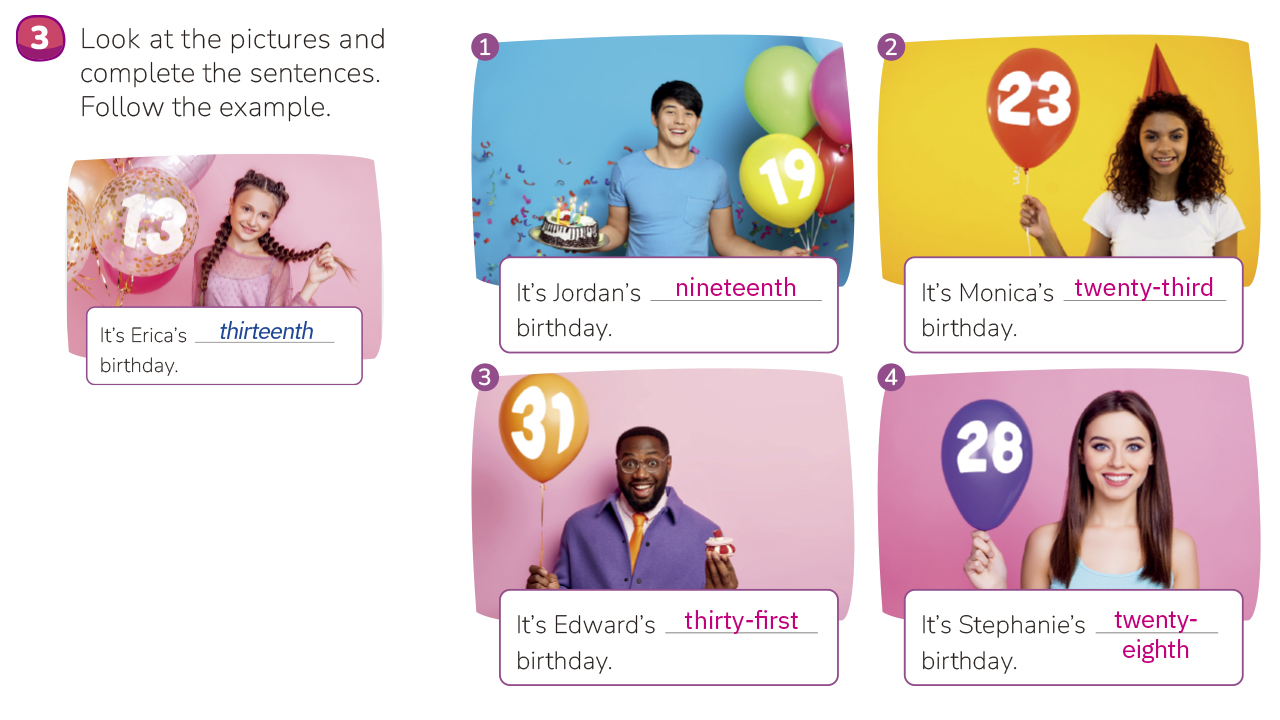 3
Look at the pictures and
complete the sentences.
Follow the example.
13
It's Erica's thirteenth
birthday.
1
19
It's Jordan's nineteenth
birthday.
2
23
It's Monica's twenty-third
birthday.
3
31
It's Edward's thirty-first
birthday.
4
28
It's Stephanie's twenty-
eighth
birthday.